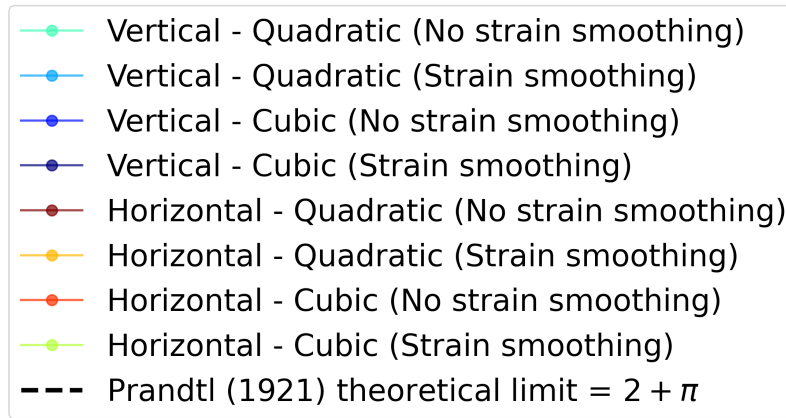 Vertical - Quadratic (No strain smoothing)
Vertical - Quadratic (Strain smoothing)
Vertical - Cubic (No strain smoothing)
Vertical - Cubic (Strain smoothing)
Horizontal - Quadratic (No strain smoothing)
Horizontal - Quadratic (Strain smoothing)
Horizontal - Cubic (No strain smoothing)
Horizontal - Cubic (Strain smoothing)
Prandtl (1921) theoretical limit = 2 + π